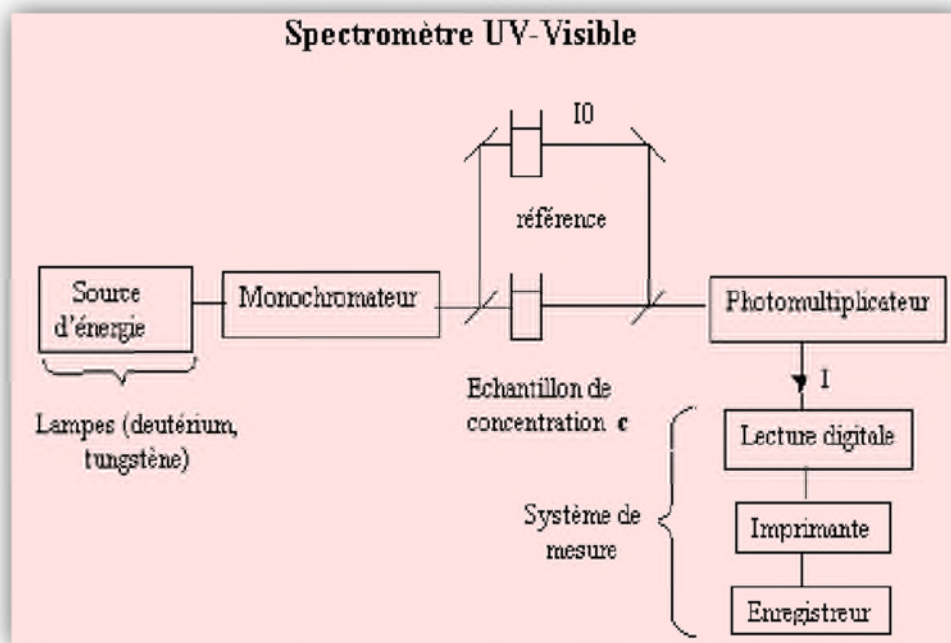 Spectromètre UV-Visible
I0
référence
Source
d'énergie
Monochromateur
Photomultiplicateur
Lampes (deutérium,
tungstène)
Echantillon de
concentration c
I
Lecture digitale
Système de
mesure
Imprimante
Enregistreur